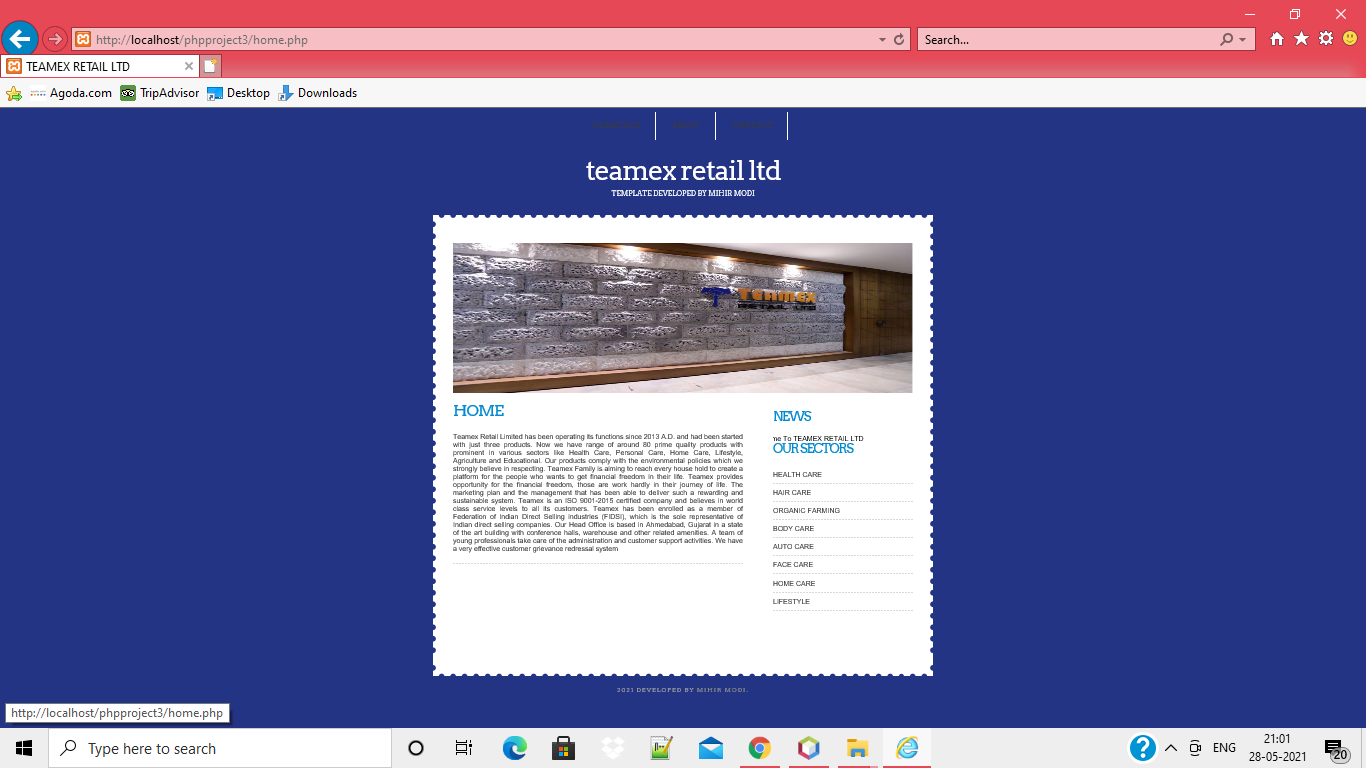 http://localhost/phpproject3/home.php
Search...
TEAMEX RETAIL LTD
Agoda.com
TripAdvisor
Desktop
Downloads
teamex retail ltd
TEMPLATE DEVELOPED BY MIHIR MODI
Teamex
HOME
Teamex Retail Limited has been operating its functions since 2013 A.D. and had been started
with just three products. Now we have range of around 80 prime quality products with
prominent in various sectors like Health Care, Personal Care, Home Care, Lifestyle,
Agriculture and Educational. Our products comply with the environmental policies which we
strongly believe in respecting. Teamex Family is aiming to reach every house hold to create a
platform for the people who wants to get financial freedom in their life. Teamex provides
opportunity for the financial freedom, those are work hardly in their journey of life. The
marketing plan and the management that has been able to deliver such a rewarding and
sustainable system. Teamex is an ISO 9001-2015 certified company and believes in world
class service levels to all its customers. Teamex has been enrolled as a member of
Federation of Indian Direct Selling Industries (FIDSI), which is the sole representative of
Indian direct selling companies. Our Head Office is based in Ahmedabad, Gujarat in a state
of the art building with conference halls, warehouse and other related amenities. A team of
young professionals take care of the administration and customer support activities. We have
a very effective customer grievance redressal system
NEWS
me To TEAMEX RETAIL LTD
OUR SECTORS
HEALTH CARE
HAIR CARE
ORGANIC FARMING
BODY CARE
AUTO CARE
FACE CARE
HOME CARE
LIFESTYLE
2021 DEVELOPED BY MIHIR MODI.
http://localhost/phpproject3/home.php
Type here to search
ENG
21:01
28-05-2021
20